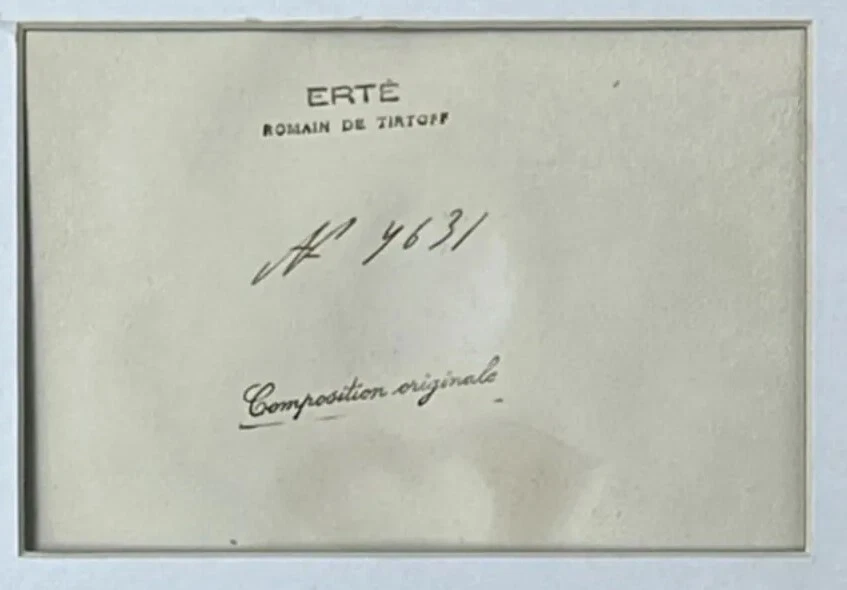 ERTÉ
ROMAIN DE TIRTOFF
N° 4631
Composition originale